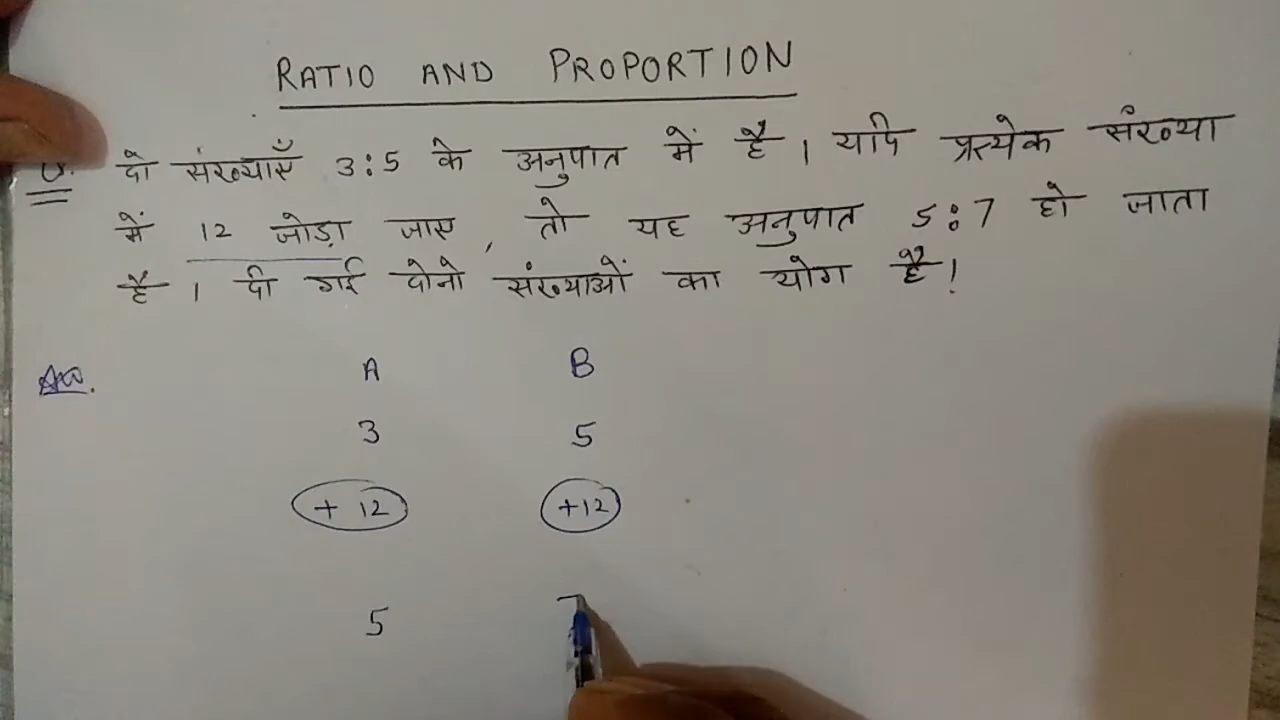 RATIO AND PROPORTION
दो संख्याएँ 3:5 के अनुपात में है । यदि प्रत्येक संख्या
में 12 जोड़ा जाए, तो यह अनुपात 5:7 हो जाता
है । दी गई दोनो संख्याओं का योग है!
A B
3 5
+ 12 +12
5